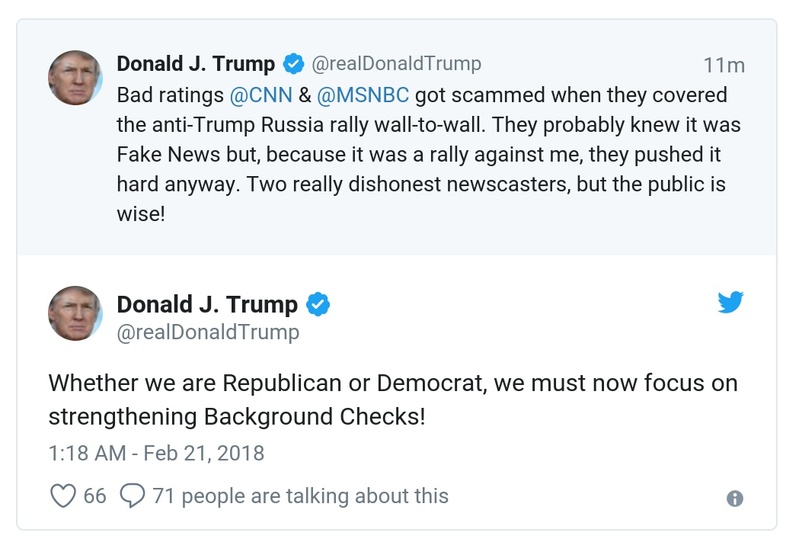 Donald J. Trump @realDonaldTrump 11m
Bad ratings @CNN & @MSNBC got scammed when they covered
the anti-Trump Russia rally wall-to-wall. They probably knew it was
Fake News but, because it was a rally against me, they pushed it
hard anyway. Two really dishonest newscasters, but the public is
wise!
Donald J. Trump
@realDonaldTrump
Whether we are Republican or Democrat, we must now focus on
strengthening Background Checks!
1:18 AM - Feb 21, 2018
66 71 people are talking about this